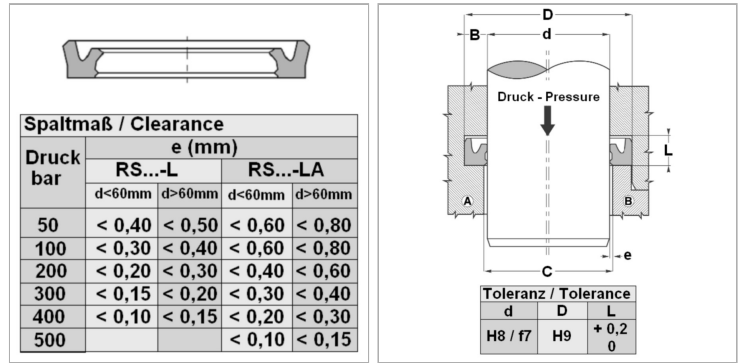 Spaltmaß / Clearance
Druck bar
e (mm)
RS...-L RS...-LA
d<60mm d>60mm d<60mm d>60mm
50 < 0,40 < 0,50 < 0,60 < 0,80
100 < 0,30 < 0,40 < 0,60 < 0,80
200 < 0,20 < 0,30 < 0,40 < 0,60
300 < 0,15 < 0,20 < 0,30 < 0,40
400 < 0,10 < 0,15 < 0,20 < 0,30
500 < 0,10 < 0,15
D
B d
Druck - Pressure
L
A B
e
C
Toleranz / Tolerance
d D L
H8 / f7 H9 + 0,2
0